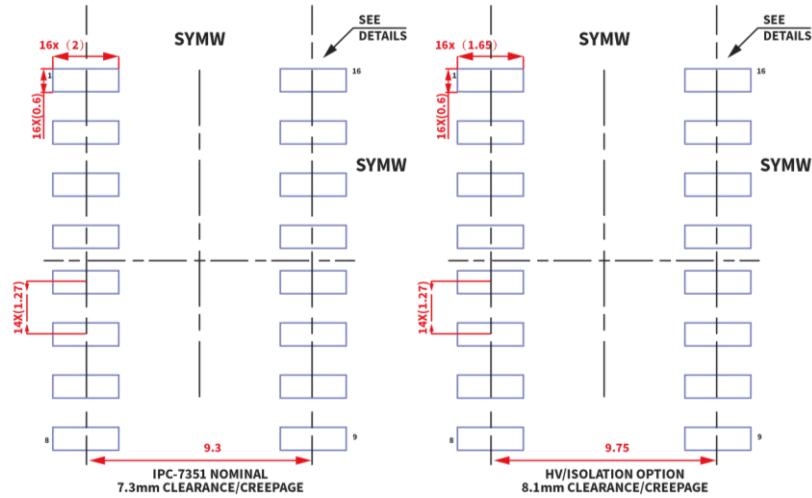 16x（2）
SYMW
SEE
DETAILS
1
16
16X(0.6)
SYMW
14X(1.27)
8
9
9.3
IPC-7351 NOMINAL
7.3mm CLEARANCE/CREEPAGE
16x（1.65）
SYMW
SEE
DETAILS
1
16
16X(0.6)
SYMW
14X(1.27)
8
9
9.75
HV/ISOLATION OPTION
8.1mm CLEARANCE/CREEPAGE